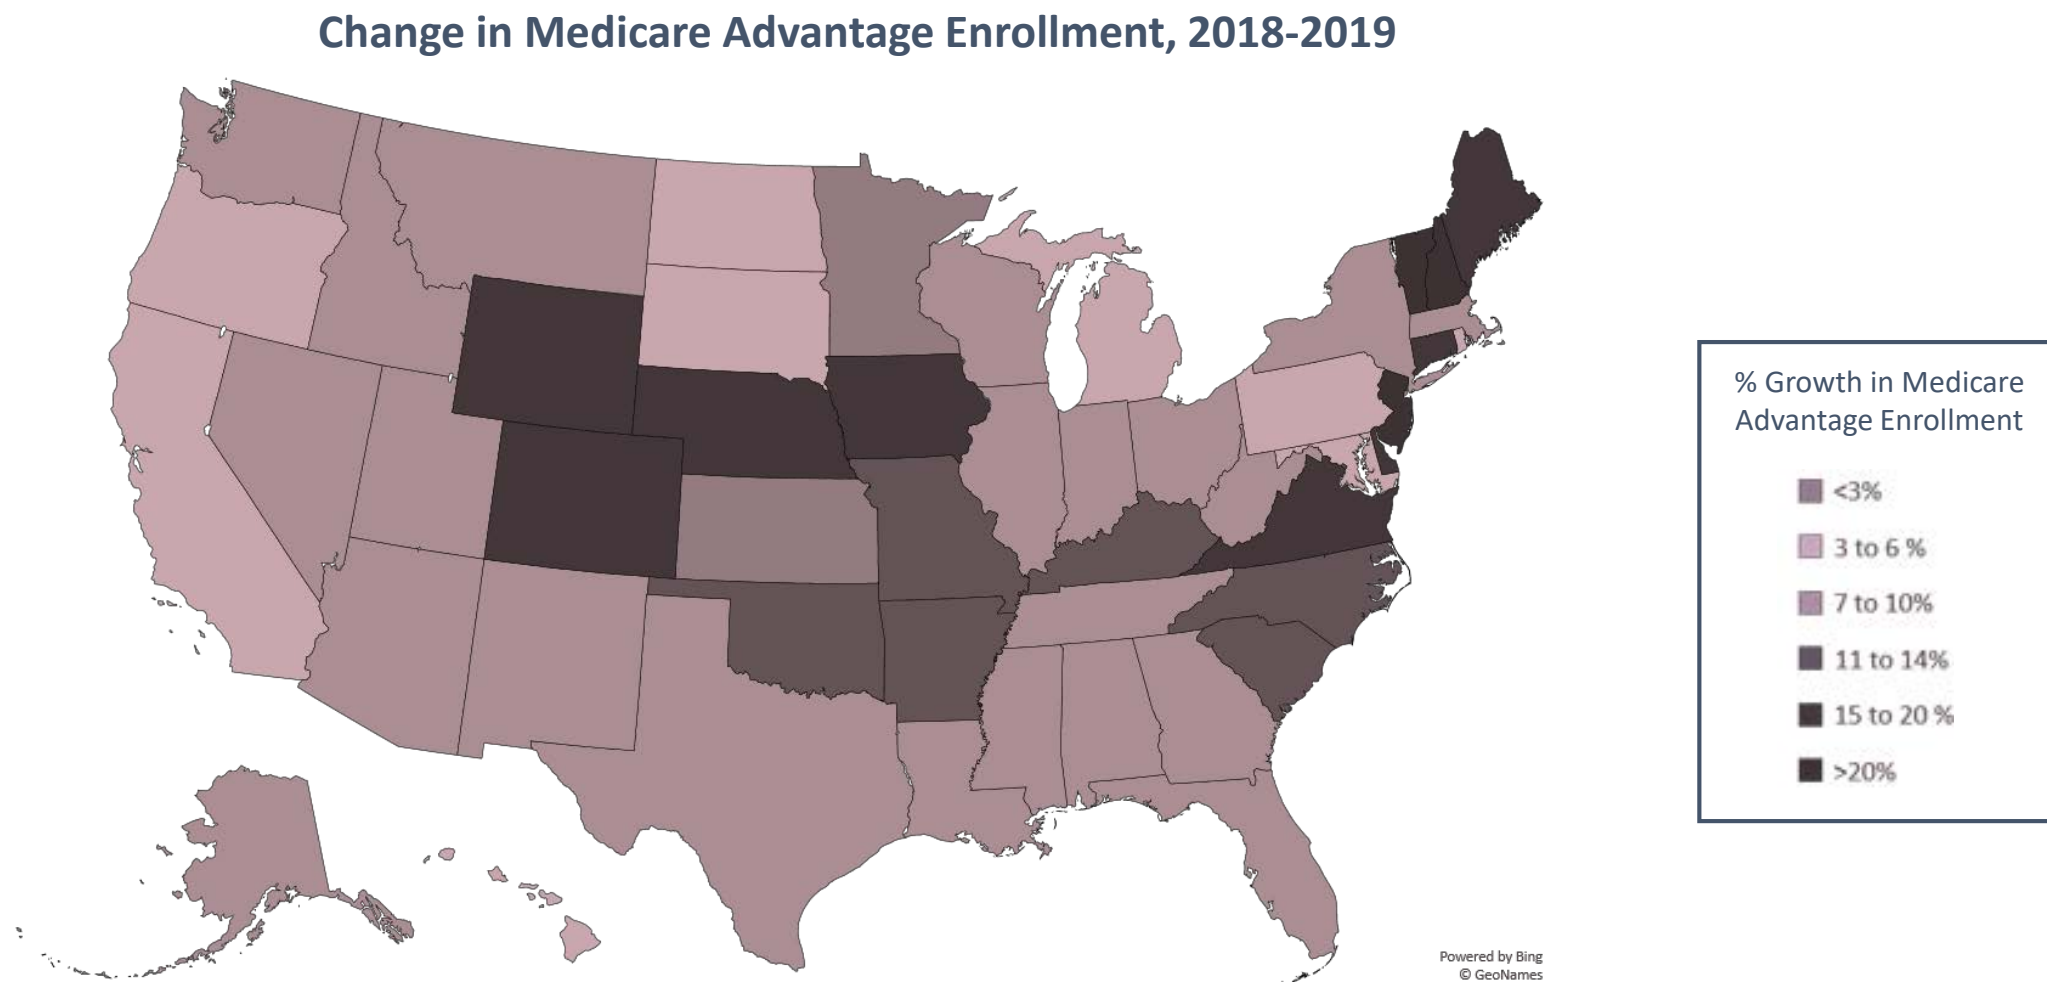 Change in Medicare Advantage Enrollment, 2018-2019
% Growth in Medicare
Advantage Enrollment
<3%
3 to 6 %
7 to 10%
11 to 14%
15 to 20 %
>20%
Powered by Bing
© GeoNames